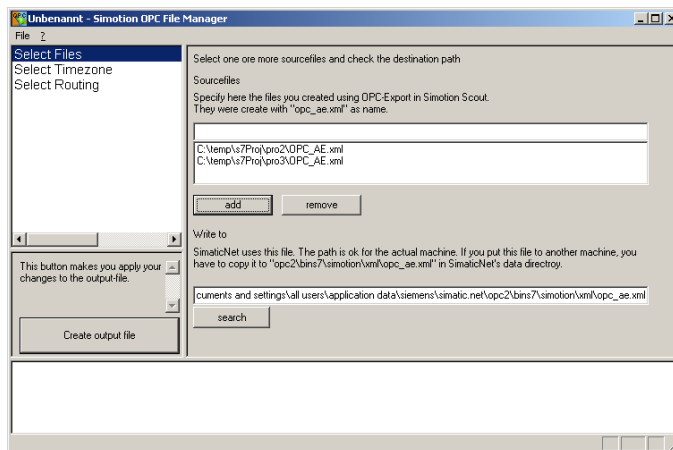 Unbenannt - Simotion OPC File Manager
File ?
Select Files
Select Timezone
Select Routing
Select one ore more sourcefiles and check the destination path
Sourcefiles
Specify here the files you created using OPC-Export in Simotion Scout.
They were create with "opc_ae.xml" as name.
C:\temp\s7Proj\pro2\OPC_AE.xml
C:\temp\s7Proj\pro3\OPC_AE.xml
add
remove
Write to
SimaticNet uses this file. The path is ok for the actual machine. If you put this file to another machine, you
have to copy it to "opc2\bins7\simotion\xml\opc_ae.xml" in SimaticNet's data directroy.
cuments and settings\all users\application data\siemens\simatic.net\opc2\bins7\simotion\xml\opc_ae.xml
search
This button makes you apply your
changes to the output-file.
Create output file